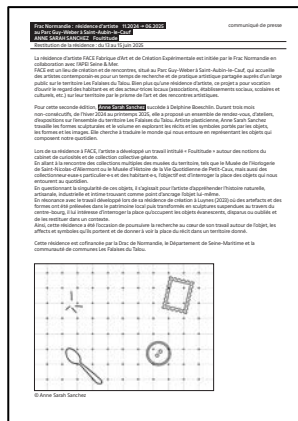 Frac Normandie : résidence d'artiste 11.2024 → 06.2025
communiqué de presse
au Parc Guy-Weber à Saint-Aubin-le-Cauf
ANNE SARAH SANCHEZ Foultitude
Restitution de la résidence : du 13 au 15 juin 2025
La résidence d'artiste FACE Fabrique d'Art et de Création Expérimentale est initiée par le Frac Normandie en
collaboration avec l'APEI Seine & Mer.
FACE est un lieu de création et de rencontres, situé au Parc Guy-Weber à Saint-Aubin-le-Cauf, qui accueille
des artistes contemporains pour un temps de recherche et de pratique artistique partagée auprès d'un large
public sur le territoire Les Falaises du Talou. Bien plus qu'une résidence d'artiste, ce projet a pour vocation
d'ouvrir le regard des habitant·es et des acteur·trices locaux (associations, établissements sociaux, scolaires et
culturels, etc.) sur leur territoire par le prisme de l'art et des rencontres artistiques.
Pour cette seconde édition, Anne Sarah Sanchez succède à Delphine Boeschlin. Durant trois mois
non-consécutifs, de l'hiver 2024 au printemps 2025, elle a proposé un ensemble de rendez-vous, d'ateliers,
d'expositions sur l'ensemble du territoire Les Falaises du Talou. Artiste plasticienne, Anne Sarah Sanchez
travaille les formes sculpturales et le volume en explorant les récits et les symboles portés par les objets,
les formes et les images. Elle cherche à traduire le monde qui nous entoure en représentant les objets qui
composent notre quotidien.
Lors de sa résidence à FACE, l'artiste a développé un travail intitulé « Foultitude » autour des notions du
cabinet de curiosités et de collection collective géante.
En allant à la rencontre des collections multiples des musées du territoire, tels que le Musée de l'Horlogerie
de Saint-Nicolas-d'Aliermont ou le Musée d'Histoire de la Vie Quotidienne de Petit-Caux, mais aussi des
collectionneur·euse·s particulier·e·s et des habitant·e·s, l'objectif est d'interroger la place des objets qui nous
entourent au quotidien.
En questionnant la singularité de ces objets, il s'agissait pour l'artiste d'appréhender l'histoire naturelle,
artisanale, industrielle et intime trouvant comme point d'ancrage l'objet lui-même.
En résonance avec le travail développé lors de sa résidence de création à Luynes (2023) où des artefacts et des
formes ont été prélevées dans le patrimoine local puis transformés en sculptures suspendues au travers du
centre-bourg, il lui intéresse d'interroger la place qu'occupent les objets évanescents, disparus ou oubliés et
de les restituer dans un contexte.
Ainsi, cette résidence a été l'occasion de poursuivre la recherche au cœur de son travail autour de l'objet, les
affects et symboles qu'ils portent et de donner à voir la place du récit dans un territoire donné.
Cette résidence est cofinancée par la Drac de Normandie, le Département de Seine-Maritime et la
communauté de communes Les Falaises du Talou.
© Anne Sarah Sanchez